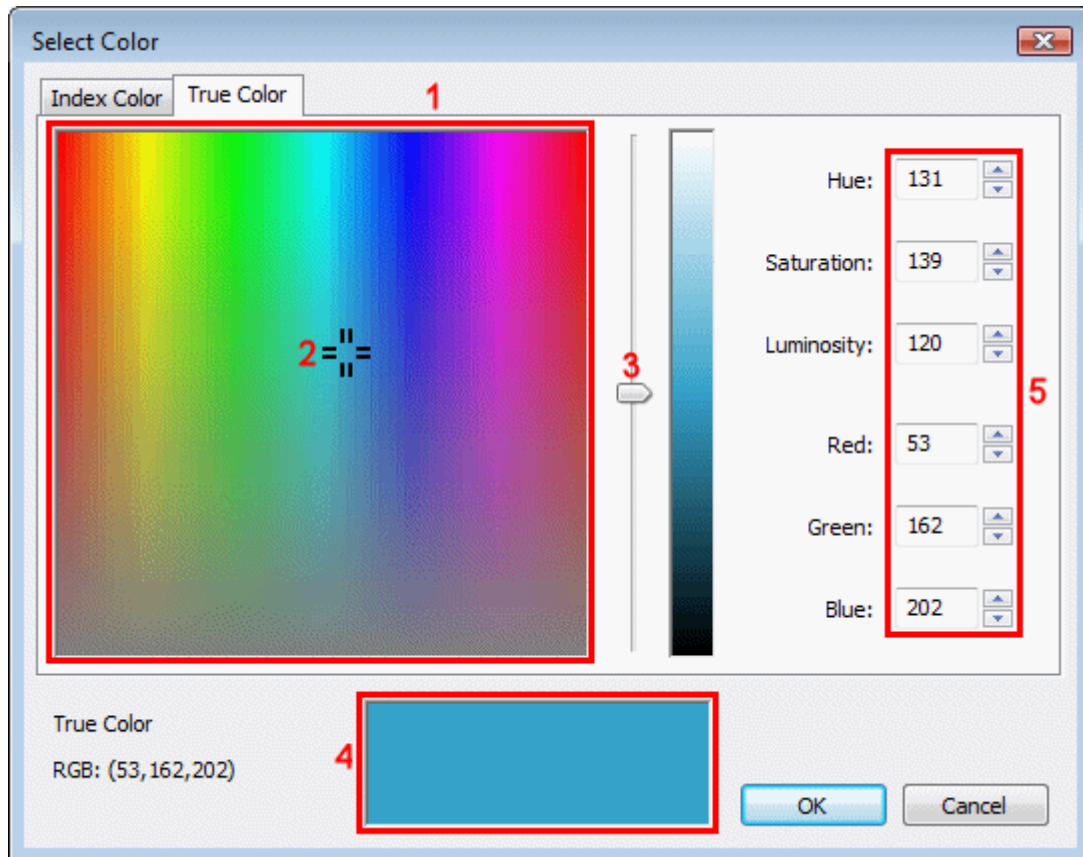 Select Color
Index Color True Color
1
Hue: 131
Saturation: 139
2
Luminosity: 120
3
5
Red: 53
Green: 162
Blue: 202
True Color
4
RGB: (53,162,202)
OK Cancel